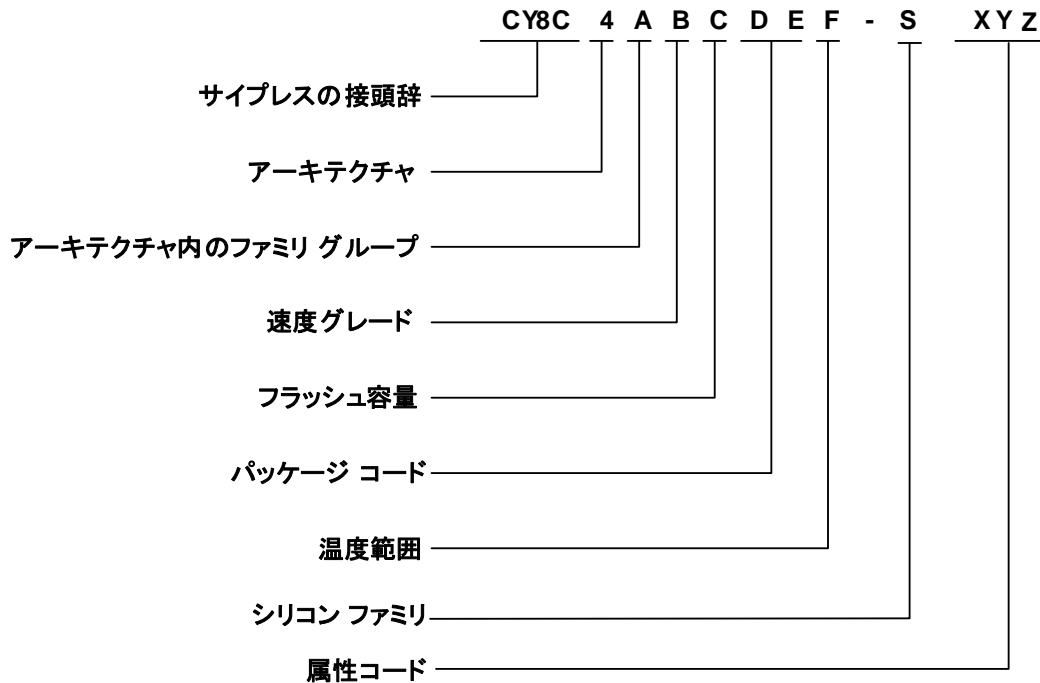 CY8C 4 A B C D E F - S X Y Z
サイプレスの接頭辞
アーキテクチャ
アーキテクチャ内のファミリ グループ
速度グレード
フラッシュ容量
パッケージ コード
温度範囲
シリコン ファミリ
属性コード